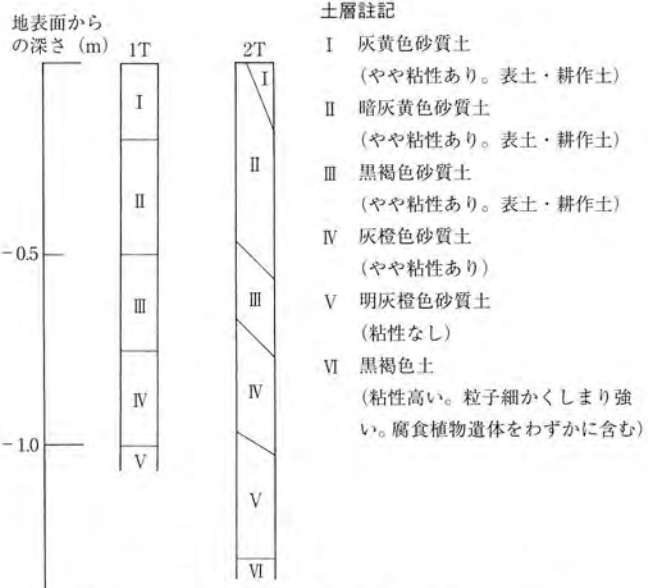 地表面から
の深さ (m)
1T
2T
I
Ⅱ
Ⅲ
Ⅳ
V
I
Ⅱ
Ⅲ
Ⅳ
V
Ⅵ
-0.5
-1.0
土層註記
I 灰黄色砂質土
(やや粘性あり。表土・耕作土)
Ⅱ 暗灰黄色砂質土
(やや粘性あり。表土・耕作土)
Ⅲ 黒褐色砂質土
(やや粘性あり。表土・耕作土)
Ⅳ 灰橙色砂質土
(やや粘性あり)
V 明灰橙色砂質土
(粘性なし)
Ⅵ 黒褐色土
(粘性高い。粒子細かくしまり強
い。腐食植物遺体をわずかに含む)